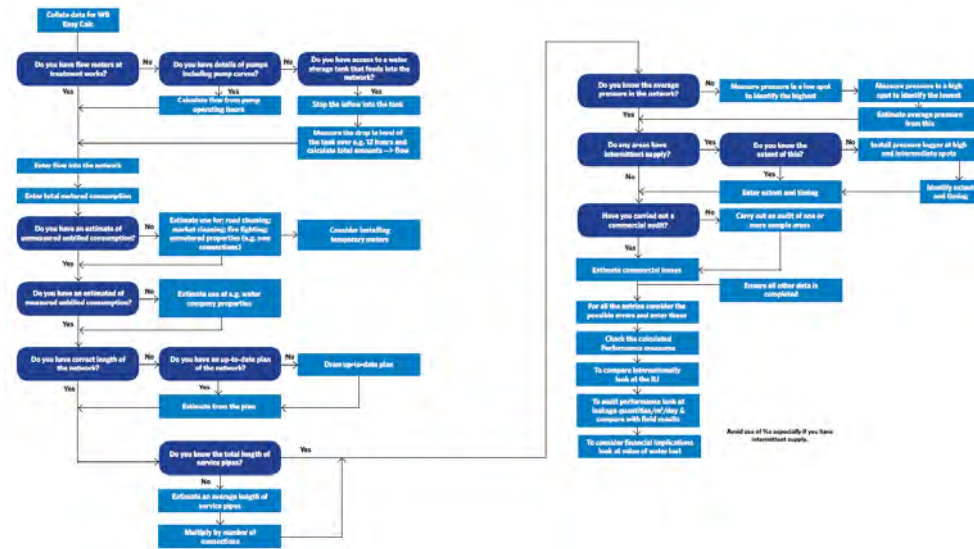 Collate data for WB
Easy Calc
Do you have flow meters at
treatment works?
No
Do you have details of pumps
including pump curves?
No
Do you have access to a water
storage tank that feeds into the
network?
Yes
Yes
Yes
Calculate flow from pump
operating hours
Stop the inflow into the tank
Measure the drop in level of
the tank over e.g. 12 hours and
calculate total amounts --> flow
Enter flow into the network
Enter total metered consumption
Do you have an estimate of
unmeasured unbilled consumption?
No
Estimate use for: road cleaning;
market cleaning; fire fighting;
unmetered properties (e.g. new
connections)
Consider installing
temporary meters
Yes
Do you have an estimated of
measured unbilled consumption?
No
Estimate use of e.g. water
company properties
Yes
Do you have correct length of
the network?
No
Do you have an up-to-date plan
of the network?
No
Draw up-to-date plan
Yes
Yes
Estimate from the plan
Do you know the total length of
service pipes?
Yes
No
Estimate an average length of
service pipes
Multiply by number of
connections
Do you know the average
pressure in the network?
No
Measure pressure in a low spot
to identify the highest
Measure pressure in a high
spot to identify the lowest
Yes
Estimate average pressure
from this
Do any areas have
intermittent supply?
Yes
Do you know the
extent of this?
No
Install pressure logger at high
and intermediate spots
No
Yes
Enter extent and timing
Identify extent
and timing
Have you carried out a
commercial audit?
No
Carry out an audit of one or
more sample areas
Yes
Estimate commercial losses
Ensure all other data is
completed
For all the entries consider the
possible errors and enter these
Check the calculated
Performance measures
To compare internationally
look at the ILI
To audit performance look at
leakage quantities/m³/day &
compare with field results
To consider financial implications
look at value of water lost
Avoid use of %s especially if you have
intermittent supply.